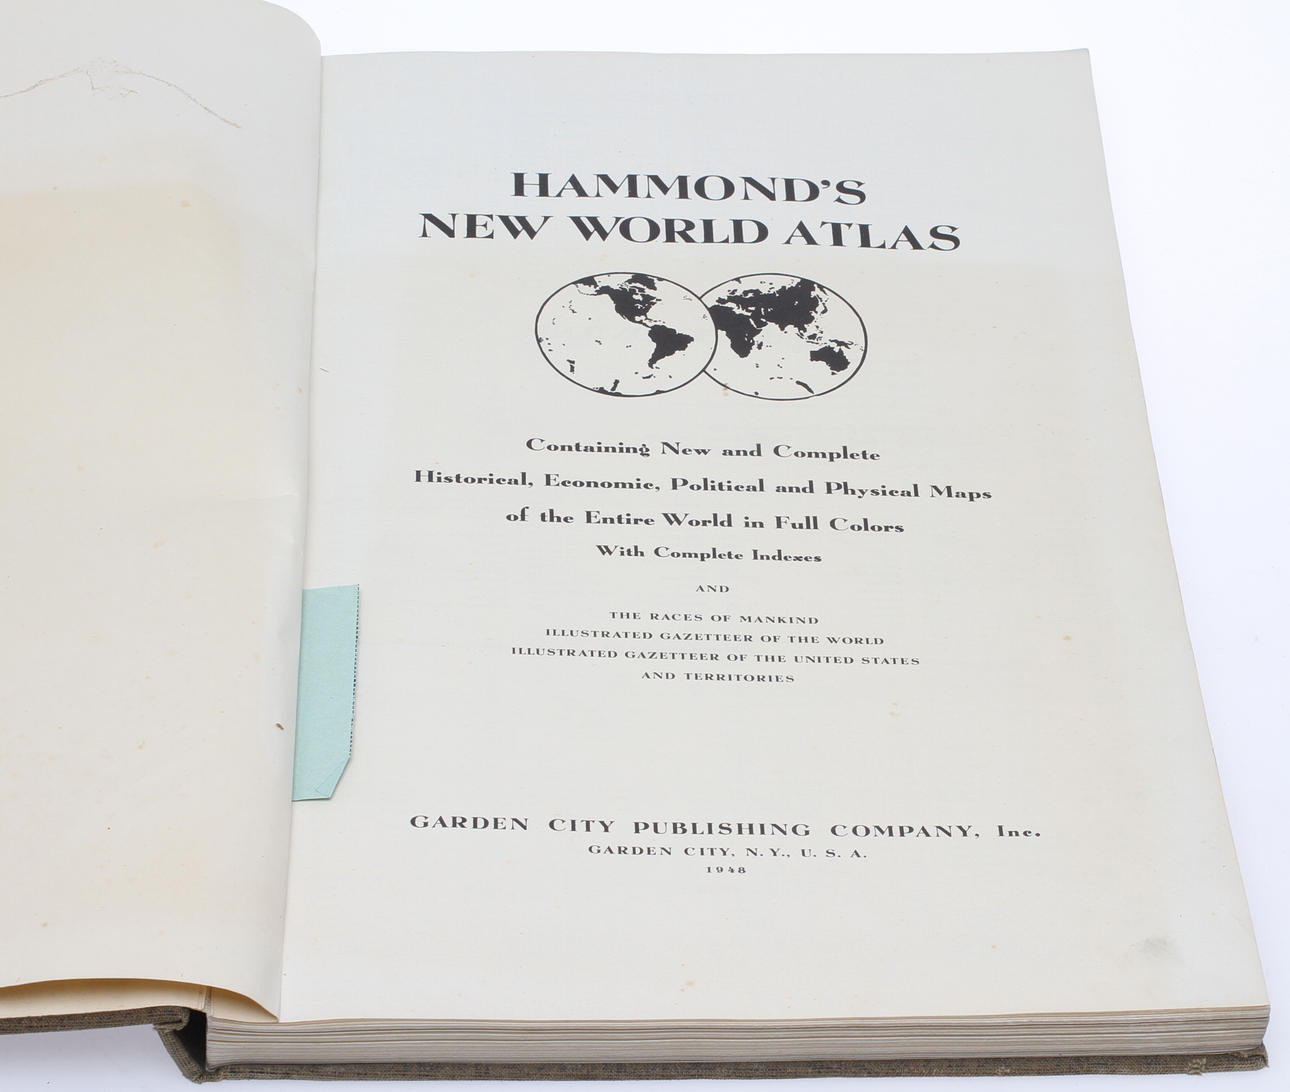 HAMMOND'S
NEW WORLD ATLAS
Containing New and Complete
Historical, Economic, Political and Physical Maps
of the Entire World in Full Colors
With Complete Indexes
AND
THE RACES OF MANKIND
ILLUSTRATED GAZETTEER OF THE WORLD
ILLUSTRATED GAZETTEER OF THE UNITED STATES
AND TERRITORIES
GARDEN CITY PUBLISHING COMPANY, Inc.
GARDEN CITY, N. Y., U. S. A.
1948